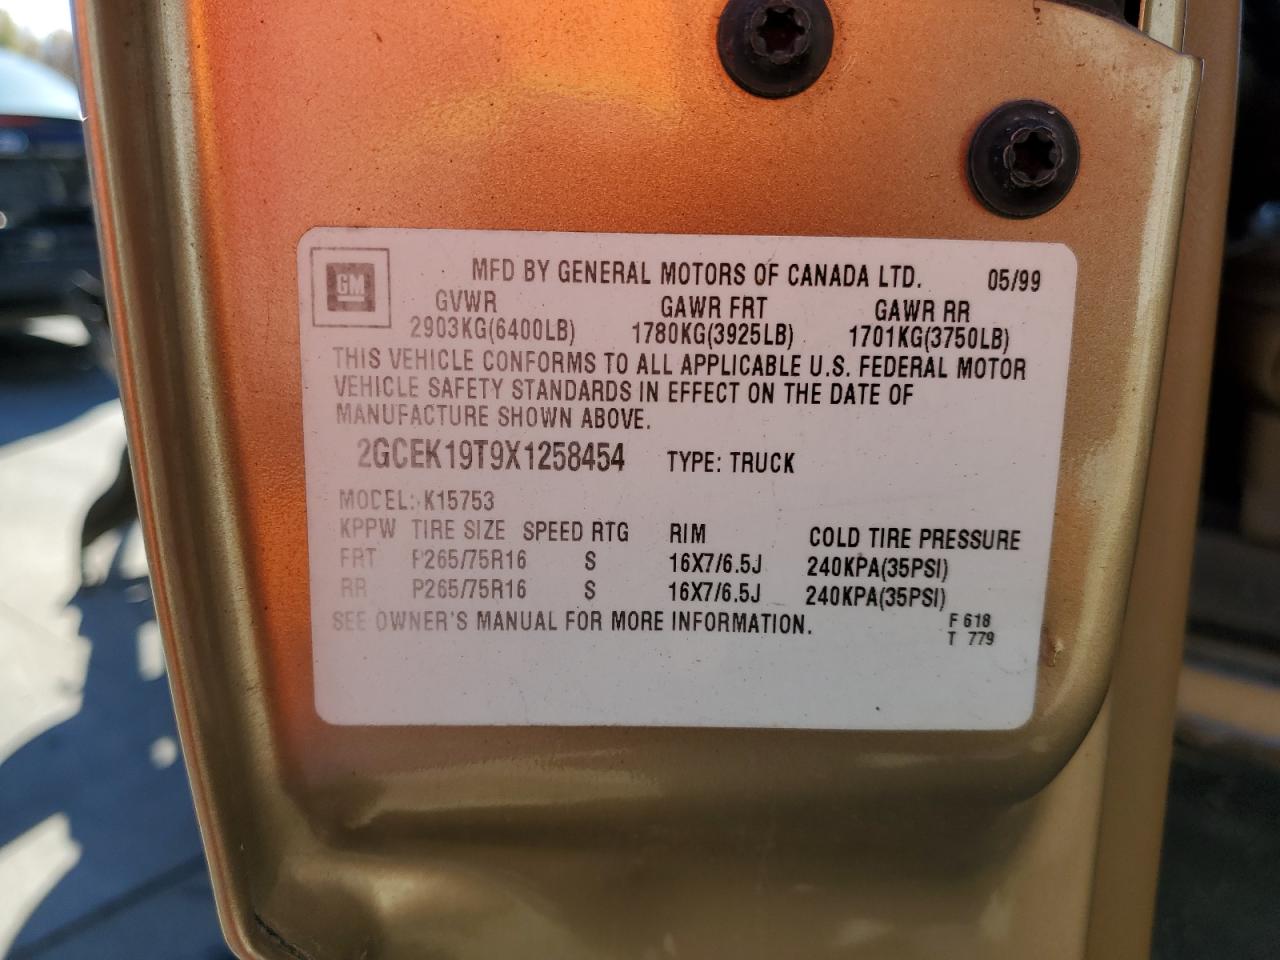 GM
MFD BY GENERAL MOTORS OF CANADA LTD. 05/99
GVWR GAWR FRT GAWR RR
2903KG(6400LB) 1780KG(3925LB) 1701KG(3750LB)
THIS VEHICLE CONFORMS TO ALL APPLICABLE U.S. FEDERAL MOTOR
VEHICLE SAFETY STANDARDS IN EFFECT ON THE DATE OF
MANUFACTURE SHOWN ABOVE.
2GCEK19T9X1258454 TYPE: TRUCK
MODEL: K15753
KPPW TIRE SIZE SPEED RTG RIM COLD TIRE PRESSURE
FRT P265/75R16 S 16X7/6.5J 240KPA(35PSI)
RR P265/75R16 S 16X7/6.5J 240KPA(35PSI)
SEE OWNER'S MANUAL FOR MORE INFORMATION.
F 618
T 779